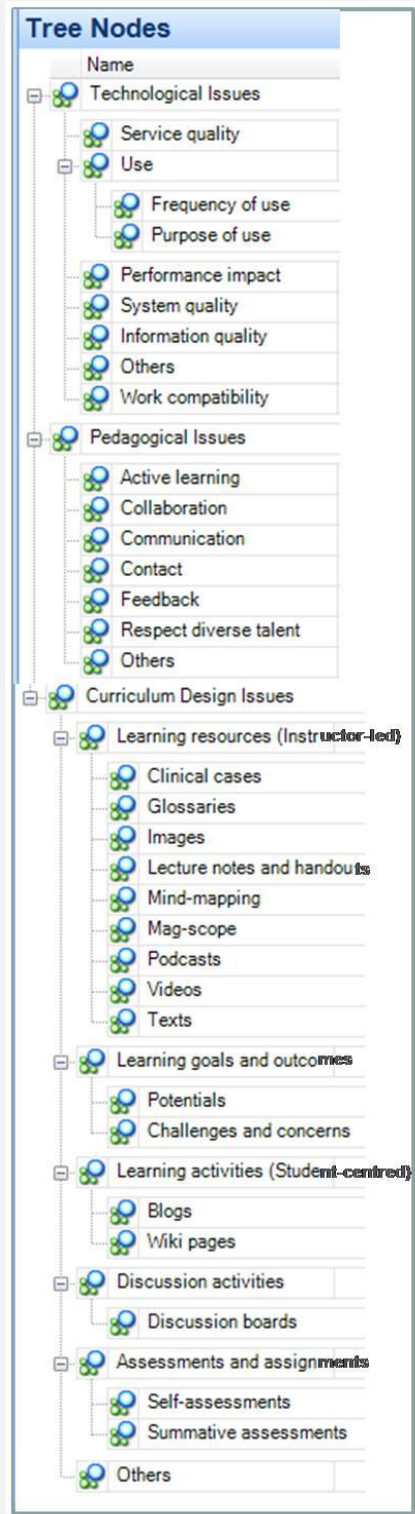 Tree Nodes
Name
Technological Issues
Service quality
Use
Frequency of use
Purpose of use
Performance impact
System quality
Information quality
Others
Work compatibility
Pedagogical Issues
Active learning
Collaboration
Communication
Contact
Feedback
Respect diverse talent
Others
Curriculum Design Issues
Learning resources (Instructor-led)
Clinical cases
Glossaries
Images
Lecture notes and handouts
Mind-mapping
Mag-scope
Podcasts
Videos
Texts
Learning goals and outcomes
Potentials
Challenges and concerns
Learning activities (Student-centred)
Blogs
Wiki pages
Discussion activities
Discussion boards
Assessments and assignments
Self-assessments
Summative assessments
Others